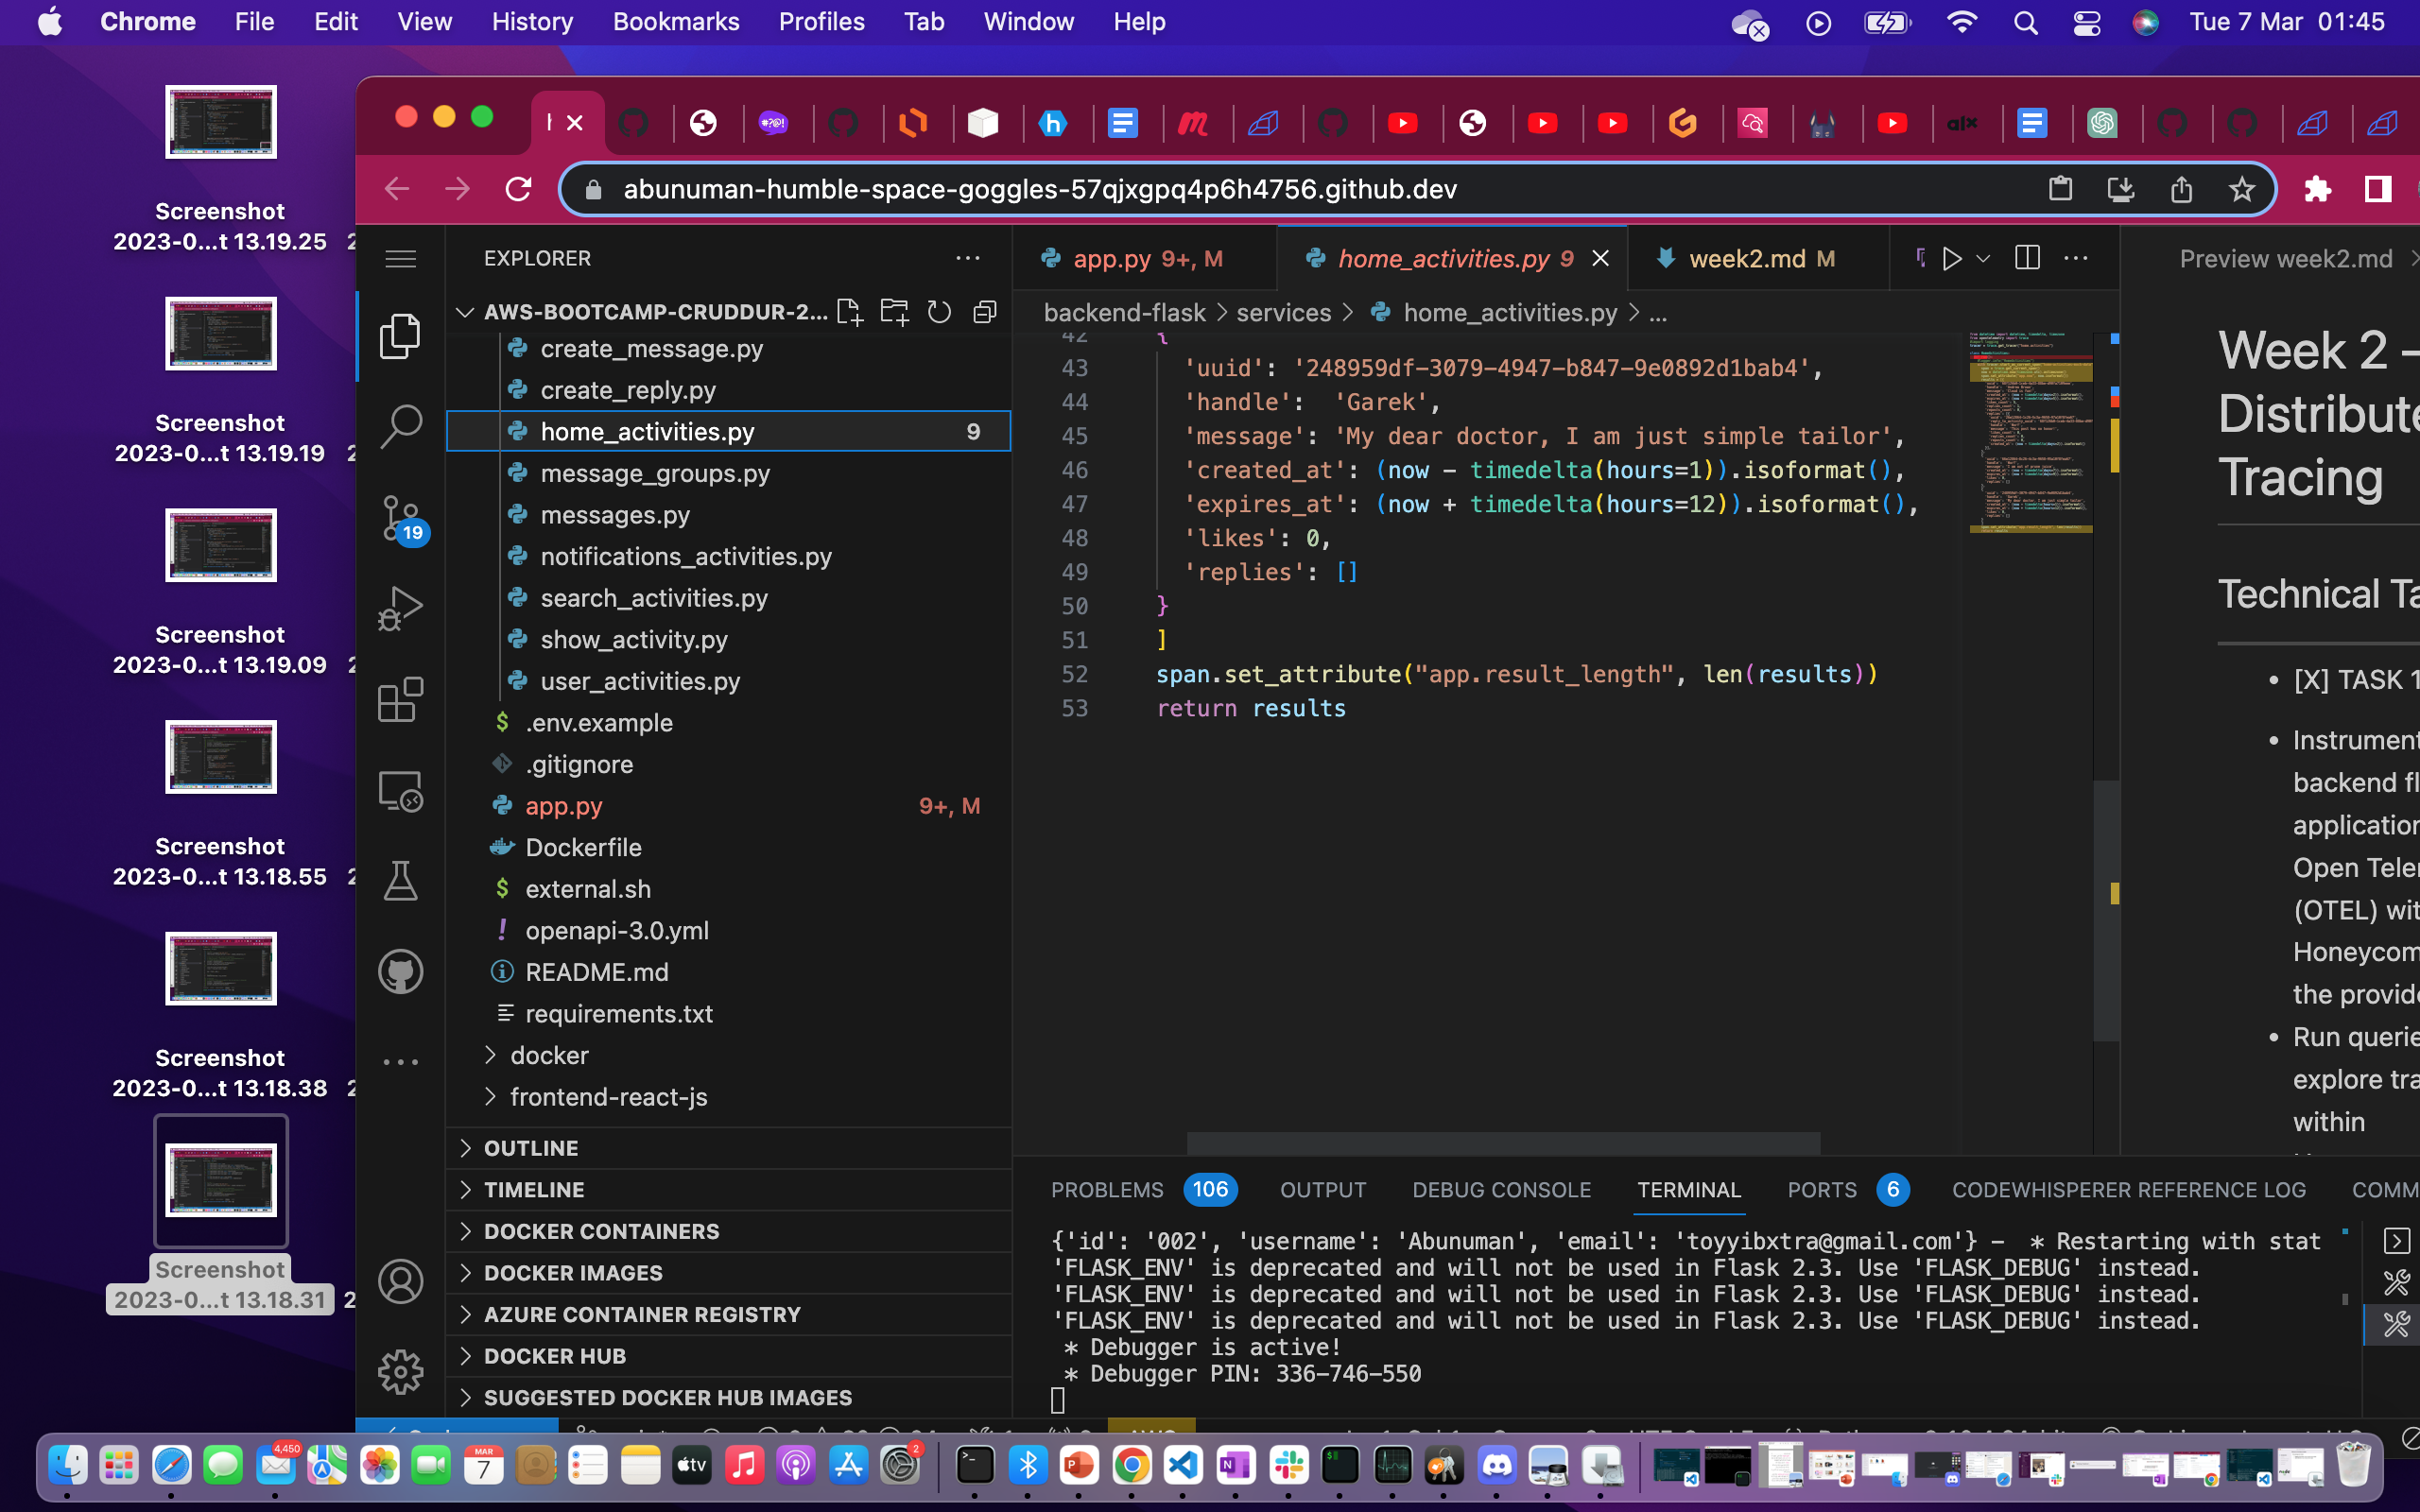 Chrome File Edit View History Bookmarks Profiles Tab Window Help
Tue 7 Mar 01:45
Screenshot
2023-0...t 13.19.25
Screenshot
2023-0...t 13.19.19
Screenshot
2023-0...t 13.19.09
Screenshot
2023-0...t 13.18.55
Screenshot
2023-0...t 13.18.38
Screenshot
2023-0...t 13.18.31
abunuman-humble-space-goggles-57qjxgpq4p6h4756.github.dev
EXPLORER
AWS-BOOTCAMP-CRUDDUR-2...
create_message.py
create_reply.py
home_activities.py 9
message_groups.py
messages.py
notifications_activities.py
search_activities.py
show_activity.py
user_activities.py
.env.example
.gitignore
app.py 9+, M
Dockerfile
external.sh
openapi-3.0.yml
README.md
requirements.txt
docker
frontend-react-js
OUTLINE
TIMELINE
DOCKER CONTAINERS
DOCKER IMAGES
AZURE CONTAINER REGISTRY
DOCKER HUB
SUGGESTED DOCKER HUB IMAGES
19
app.py 9+, M
home_activities.py 9
week2.md M
backend-flask > services > home_activities.py > ...
42 {
43 'uuid': '248959df-3079-4947-b847-9e0892d1bab4',
44 'handle': 'Garek',
45 'message': 'My dear doctor, I am just simple tailor',
46 'created_at': (now - timedelta(hours=1)).isoformat(),
47 'expires_at': (now + timedelta(hours=12)).isoformat(),
48 'likes': 0,
49 'replies': []
50 }
51 ]
52 span.set_attribute("app.result_length", len(results))
53 return results
Preview week2.md
Week 2 –
Distribute
Tracing
Technical Ta
• [X] TASK 1
• Instrument
backend fl
application
Open Teler
(OTEL) wit
Honeycom
the provide
• Run querie
explore tra
within
PROBLEMS 106 OUTPUT DEBUG CONSOLE TERMINAL PORTS 6 CODEWHISPERER REFERENCE LOG COMM
{'id': '002', 'username': 'Abunuman', 'email': 'toyyibxtra@gmail.com'} - * Restarting with stat
'FLASK_ENV' is deprecated and will not be used in Flask 2.3. Use 'FLASK_DEBUG' instead.
'FLASK_ENV' is deprecated and will not be used in Flask 2.3. Use 'FLASK_DEBUG' instead.
'FLASK_ENV' is deprecated and will not be used in Flask 2.3. Use 'FLASK_DEBUG' instead.
* Debugger is active!
* Debugger PIN: 336-746-550
4,450
MAR
7
tv
2